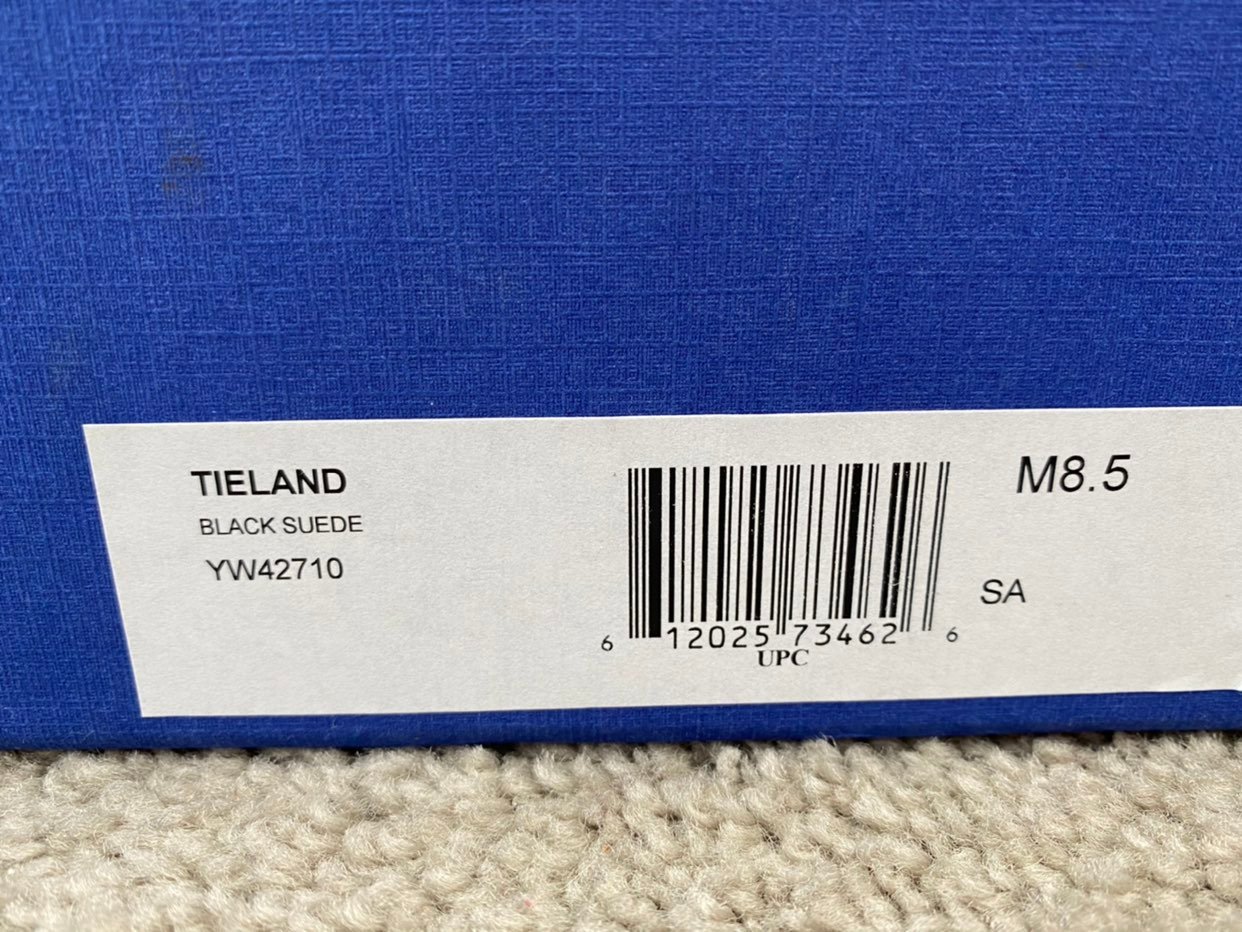 TIELAND
BLACK SUEDE
YW42710
6 12025 73462 6
UPC
M8.5
SA